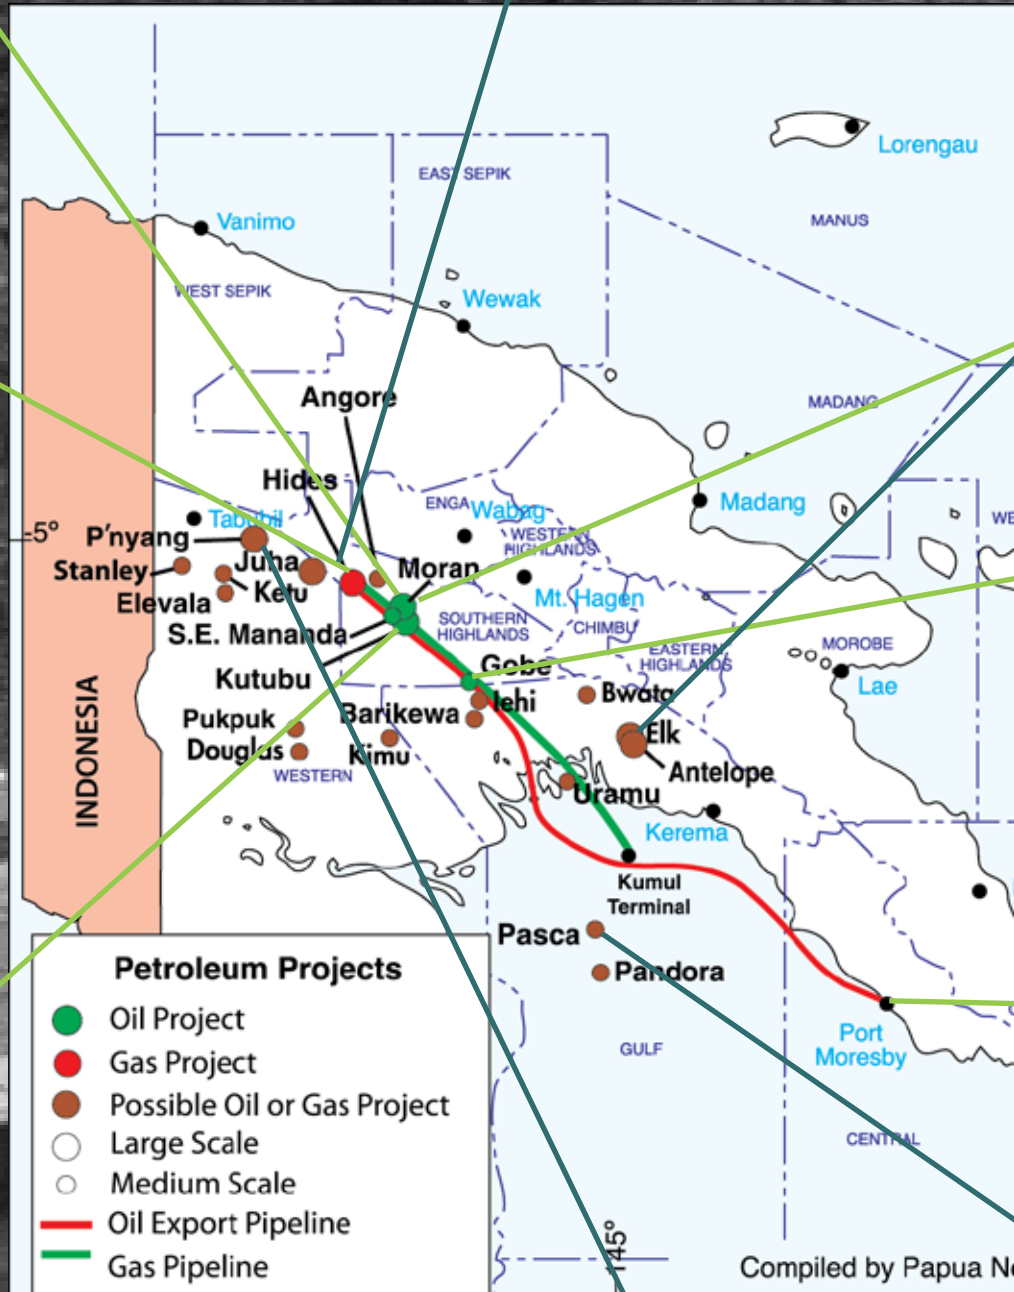 Lorengau
EAST SEPIK
MANUS
Vanimo
WEST SEPIK
Wewak
Angore
MADANG
Hides
ENGA
Wabag
Madang
Tabubil
-5°
P'nyang
WESTERN
HIGHLANDS
WE
Stanley
Juha
Ketu
Moran
Elevala
Mt. Hagen
S.E. Mananda
SOUTHERN
HIGHLANDS
CHIMBU
EASTERN
HIGHLANDS
MOROBE
Lae
Kutubu
Gobe
Iehi
Bwata
Barikewa
Pukpuk
Douglas
Kimu
Elk
Antelope
WESTERN
Uramu
Kerema
INDONESIA
Kumul
Terminal
Pasca
Pandora
Port
Moresby
GULF
CENTRAL
Petroleum Projects
Oil Project
Gas Project
Possible Oil or Gas Project
Large Scale
Medium Scale
Oil Export Pipeline
Gas Pipeline
145°
Compiled by Papua Ne